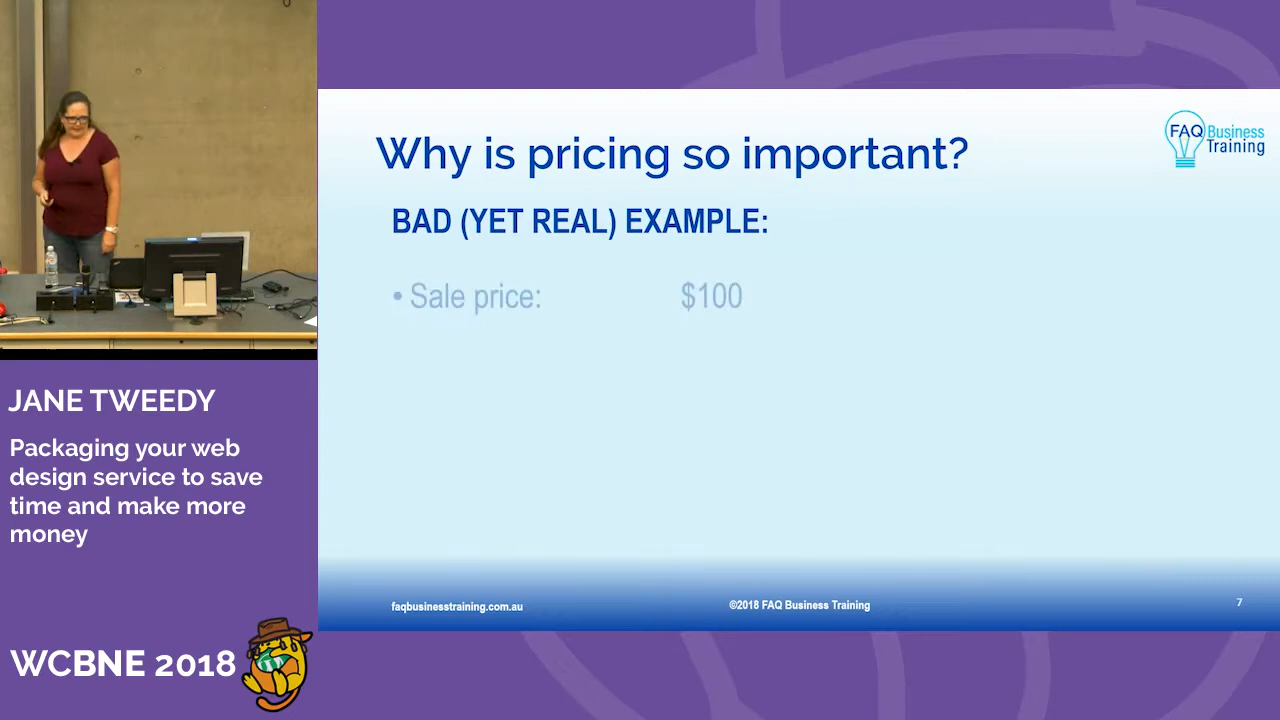 Why is pricing so important?
FAQ Business
Training
BAD (YET REAL) EXAMPLE:
• Sale price: $100
faqbusinesstraining.com.au
©2018 FAQ Business Training
7
JANE TWEEDY
Packaging your web
design service to save
time and make more
money
WCBNE 2018